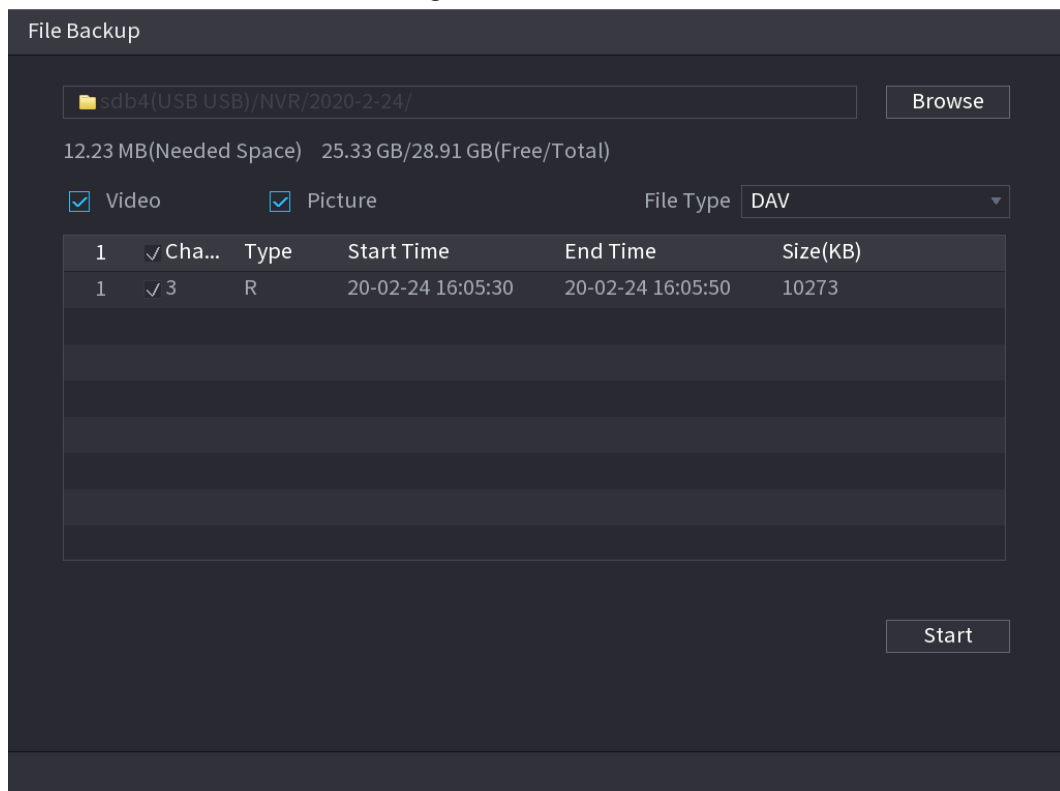 File Backup
sdb4(USB USB)/NVR/2020-2-24/ Browse
12.23 MB(Needed Space) 25.33 GB/28.91 GB(Free/Total)
Video Picture File Type DAV
1 Cha... Type Start Time End Time Size(KB)
1 3 R 20-02-24 16:05:30 20-02-24 16:05:50 10273
Start